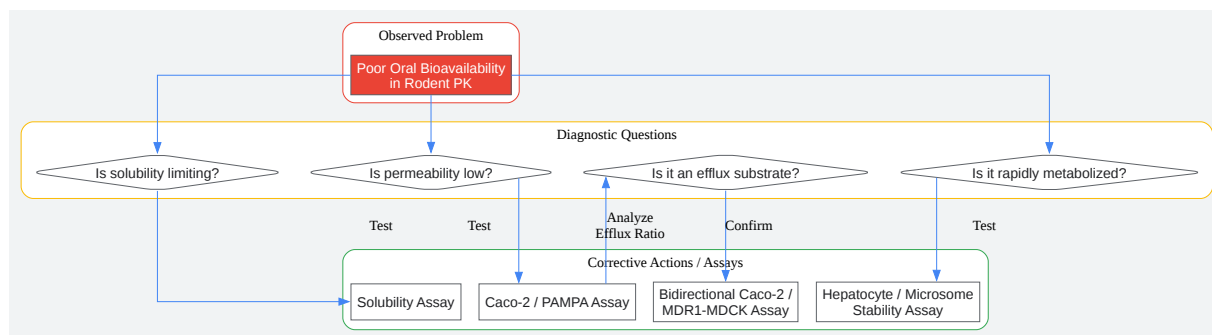 Observed Problem
Poor Oral Bioavailability
in Rodent PK
Diagnostic Questions
Is solubility limiting?
Is permeability low?
Is it an efflux substrate?
Is it rapidly metabolized?
Test
Test
Analyze
Efflux Ratio
Confirm
Test
Corrective Actions / Assays
Solubility Assay
Caco-2 / PAMPA Assay
Bidirectional Caco-2 /
MDR1-MDCK Assay
Hepatocyte / Microsome
Stability Assay